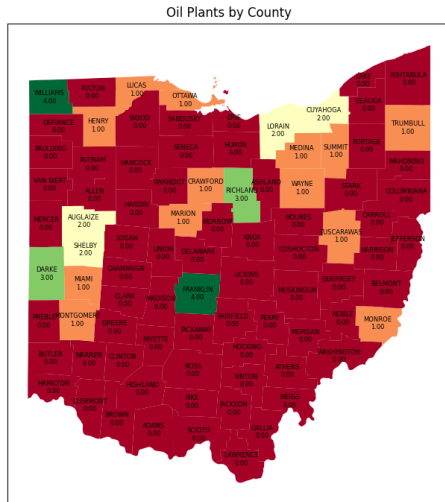 Oil Plants by County
WILLIAMS
4.00
FULTON
0.00
LUCAS
1.00
OTTAWA
1.00
LAKE
0.00
ASHTABULA
0.00
GEAUGA
0.00
CUYAHOGA
2.00
DEFIANCE
0.00
HENRY
1.00
WOOD
0.00
SANDUSKY
0.00
ERIE
0.00
LORAIN
2.00
TRUMBULL
1.00
PAULDING
0.00
PUTNAM
0.00
HANCOCK
0.00
SENECA
0.00
HURON
0.00
MEDINA
1.00
SUMMIT
1.00
PORTAGE
0.00
MAHONING
0.00
VAN WERT
0.00
ALLEN
0.00
WYANDOT
0.00
CRAWFORD
1.00
RICHLAND
3.00
ASHLAND
0.00
WAYNE
1.00
STARK
0.00
COLUMBIANA
0.00
MERCER
0.00
AUGLAIZE
2.00
HARDIN
0.00
MARION
1.00
MORROW
0.00
HOLMES
0.00
CARROLL
0.00
TUSCARAWAS
1.00
JEFFERSON
0.00
SHELBY
2.00
LOGAN
0.00
UNION
0.00
DELAWARE
0.00
KNOX
0.00
COSHOCTON
0.00
HARRISON
0.00
DARKE
3.00
MIAMI
1.00
CHAMPAIGN
0.00
LICKING
0.00
GUERNSEY
0.00
BELMONT
0.00
CLARK
0.00
MADISON
0.00
FRANKLIN
4.00
MUSKINGUM
0.00
PREBLE
0.00
MONTGOMERY
1.00
GREENE
0.00
FAIRFIELD
0.00
PERRY
0.00
NOBLE
0.00
MONROE
1.00
FAYETTE
0.00
PICKAWAY
0.00
MORGAN
0.00
BUTLER
0.00
WARREN
0.00
CLINTON
0.00
HOCKING
0.00
WASHINGTON
0.00
ROSS
0.00
ATHENS
0.00
HAMILTON
0.00
CLERMONT
0.00
HIGHLAND
0.00
VINTON
0.00
MEIGS
0.00
BROWN
0.00
PIKE
0.00
JACKSON
0.00
ADAMS
0.00
SCIOTO
0.00
GALLIA
0.00
LAWRENCE
0.00